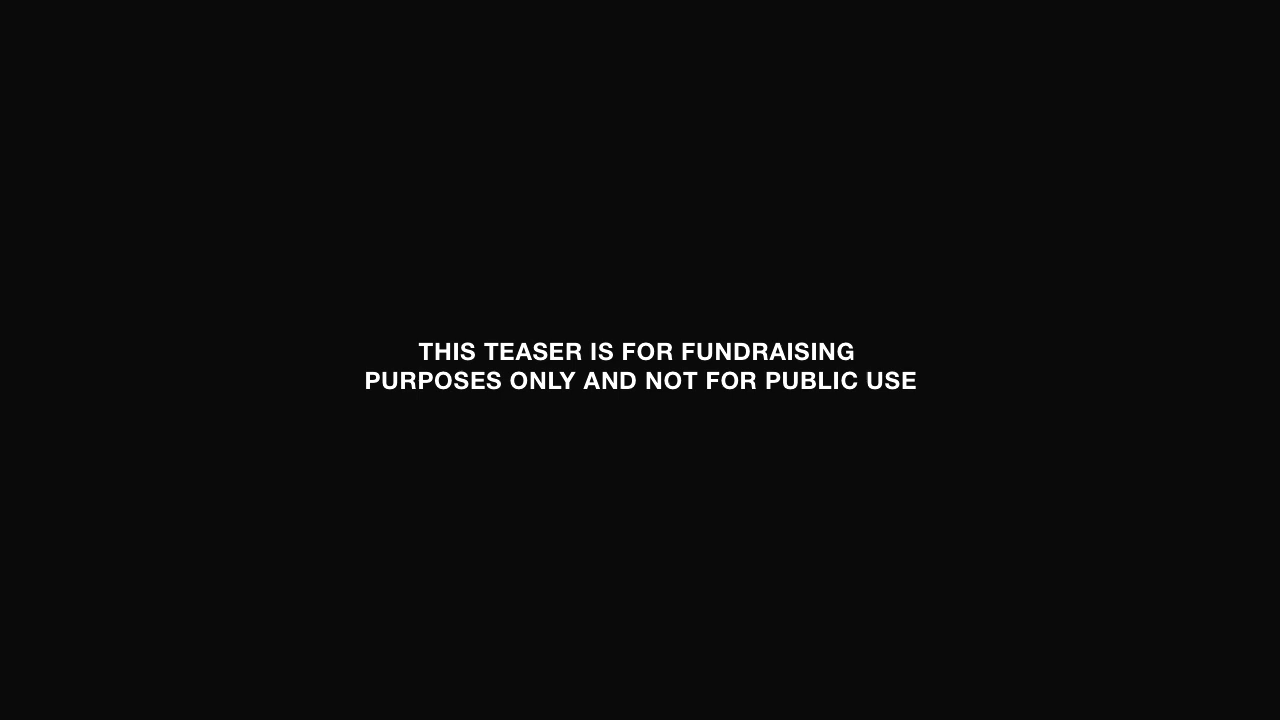 THIS TEASER IS FOR FUNDRAISING
PURPOSES ONLY AND NOT FOR PUBLIC USE